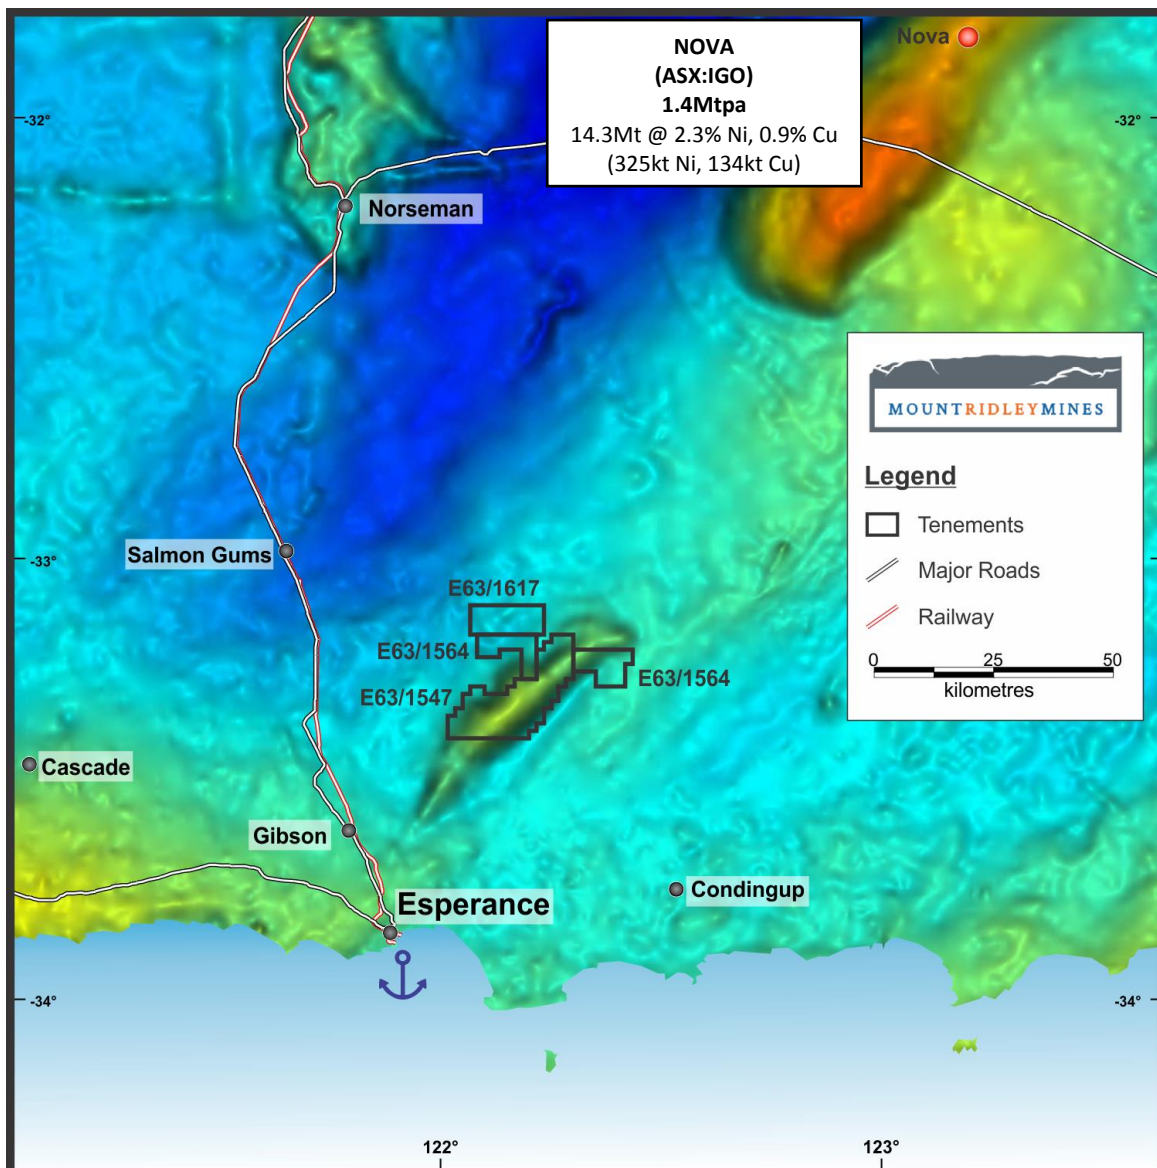 NOVA
(ASX:IGO)
1.4Mtpa
14.3Mt @ 2.3% Ni, 0.9% Cu
(325kt Ni, 134kt Cu)
Nova
-32°
-32°
Norseman
MOUNTRIDLEYMINES
Legend
Tenements
Major Roads
Railway
0 25 50
kilometres
-33°
Salmon Gums
E63/1617
E63/1564
E63/1564
E63/1547
Cascade
Gibson
Esperance
Condingup
-34°
-34°
122°
123°